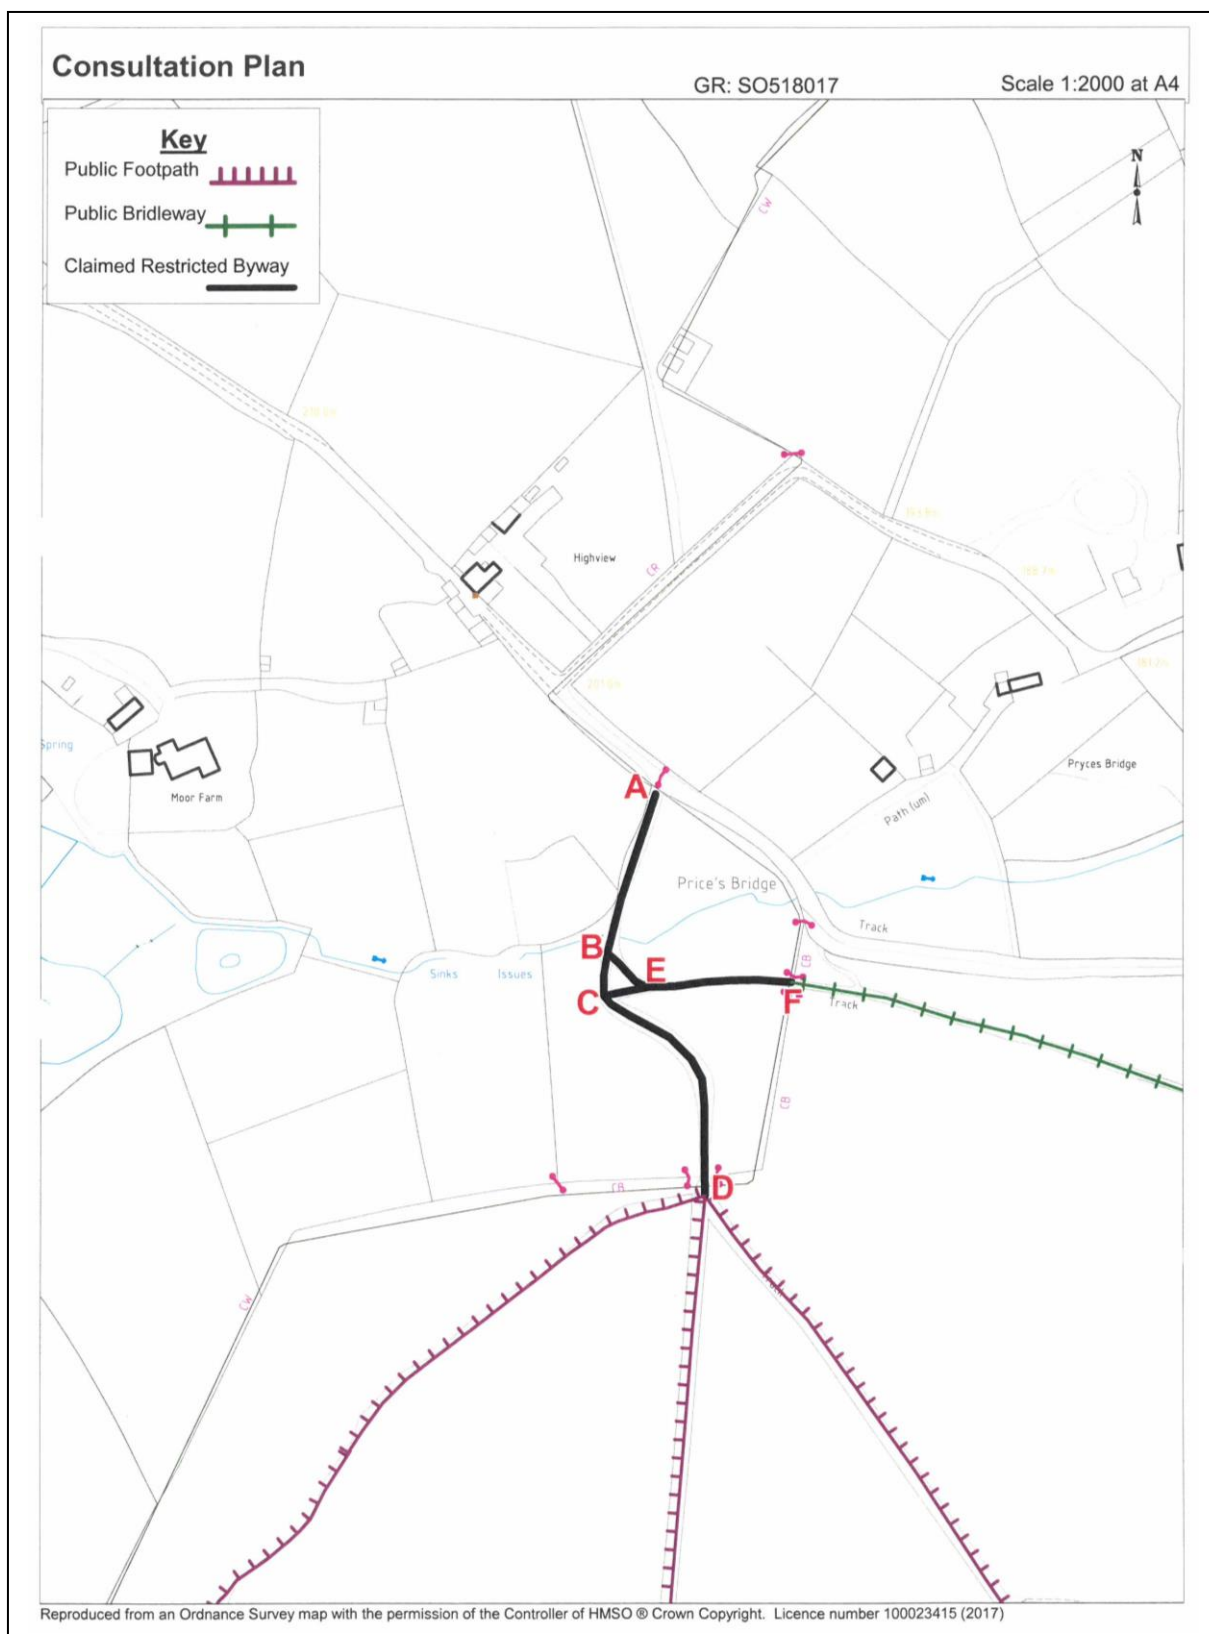 Consultation Plan
GR: SO518017
Scale 1:2000 at A4
Key
Public Footpath
Public Bridleway
Claimed Restricted Byway
N
CW
CR
Highview
Spring
Moor Farm
Pryces Bridge
Path (um)
A
Price's Bridge
Track
B
E
CB
Sinks
Issues
C
F
Track
CB
CB
D
CW
Reproduced from an Ordnance Survey map with the permission of the Controller of HMSO ® Crown Copyright. Licence number 100023415 (2017)